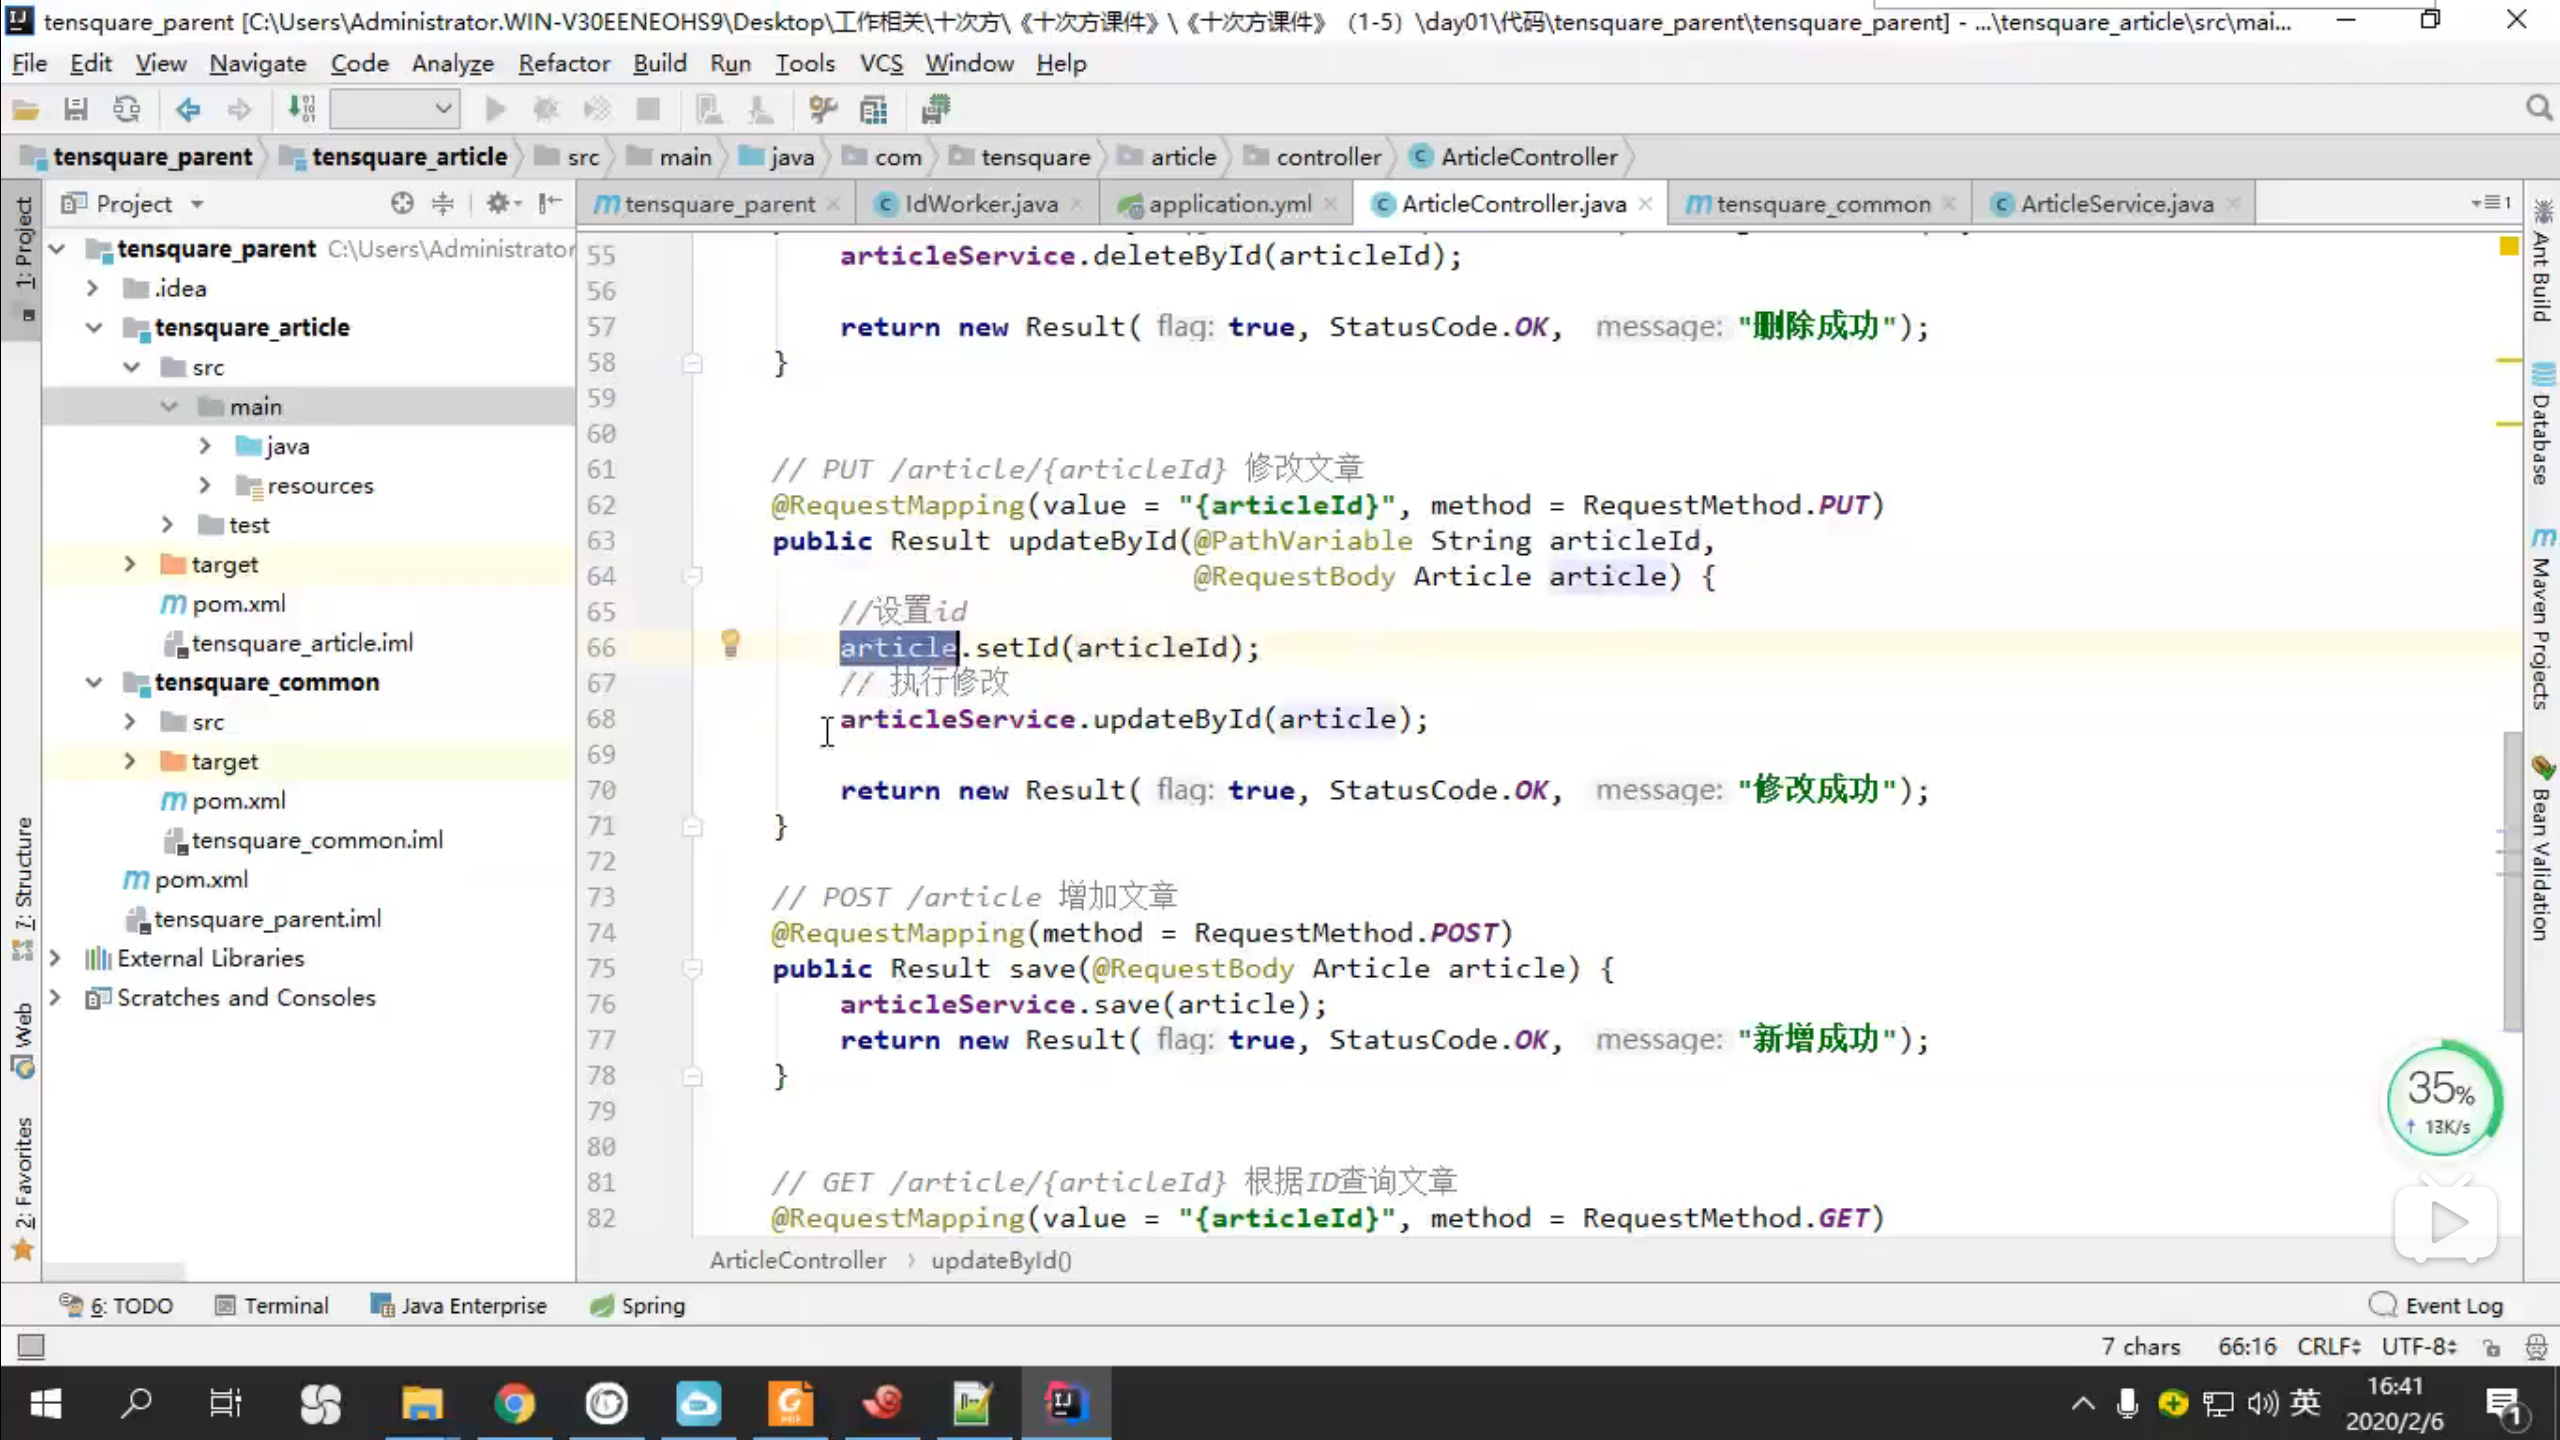 tensquare_parent [C:\Users\Administrator.WIN-V30EENEOHS9\Desktop\工作相关\十次方\《十次方课件》\《十次方课件》（1-5）\day01\代码\tensquare_parent\tensquare_parent] - ...\tensquare_article\src\mai...
File Edit View Navigate Code Analyze Refactor Build Run Tools VCS Window Help
tensquare_parent tensquare_article src main java com tensquare article controller ArticleController
Project
tensquare_parent IdWorker.java application.yml ArticleController.java tensquare_common ArticleService.java 1
1: Project
7: Structure
Web
2: Favorites
tensquare_parent C:\Users\Administrator
.idea
tensquare_article
src
main
java
resources
test
target
pom.xml
tensquare_article.iml
tensquare_common
src
target
pom.xml
tensquare_common.iml
pom.xml
tensquare_parent.iml
External Libraries
Scratches and Consoles
55 articleService.deleteById(articleId);
56
57 return new Result( flag: true, StatusCode.OK, message: "删除成功");
58 }
59
60
61 // PUT /article/{articleId} 修改文章
62 @RequestMapping(value = "{articleId}", method = RequestMethod.PUT)
63 public Result updateById(@PathVariable String articleId,
64 @RequestBody Article article) {
65 //设置id
66 article.setId(articleId);
67 // 执行修改
68 articleService.updateById(article);
69
70 return new Result( flag: true, StatusCode.OK, message: "修改成功");
71 }
72
73 // POST /article 增加文章
74 @RequestMapping(method = RequestMethod.POST)
75 public Result save(@RequestBody Article article) {
76 articleService.save(article);
77 return new Result( flag: true, StatusCode.OK, message: "新增成功");
78 }
79
80
81 // GET /article/{articleId} 根据ID查询文章
82 @RequestMapping(value = "{articleId}", method = RequestMethod.GET)
ArticleController updateById()
Ant Build
Database
Maven Projects
Bean Validation
35%
13K/s
6: TODO Terminal Java Enterprise Spring Event Log
7 chars 66:16 CRLF UTF-8
英 16:41
2020/2/6
1